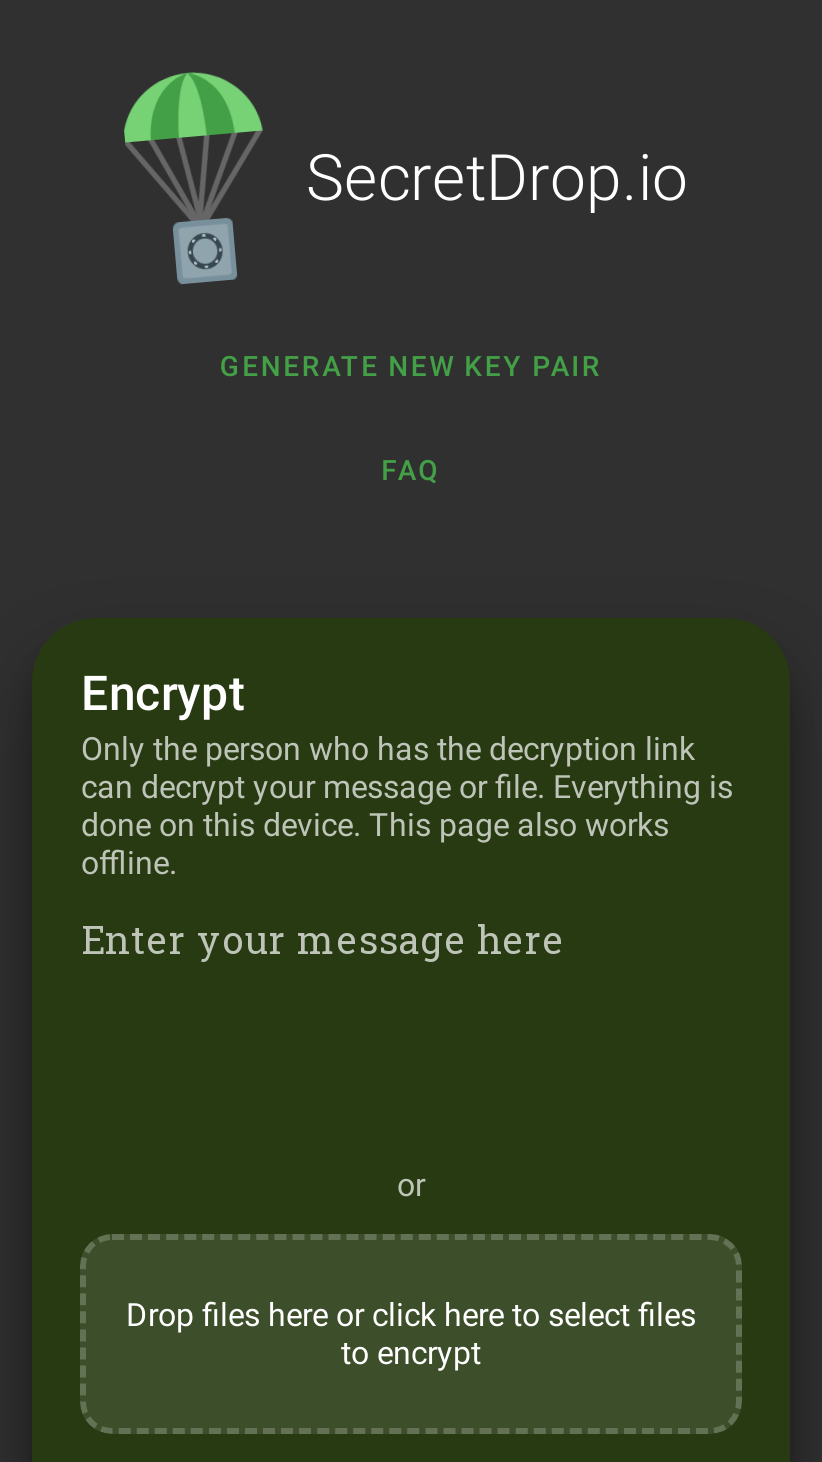 SecretDrop.io
GENERATE NEW KEY PAIR
FAQ
Encrypt
Only the person who has the decryption link
can decrypt your message or file. Everything is
done on this device. This page also works
offline.
Enter your message here
or
Drop files here or click here to select files
to encrypt